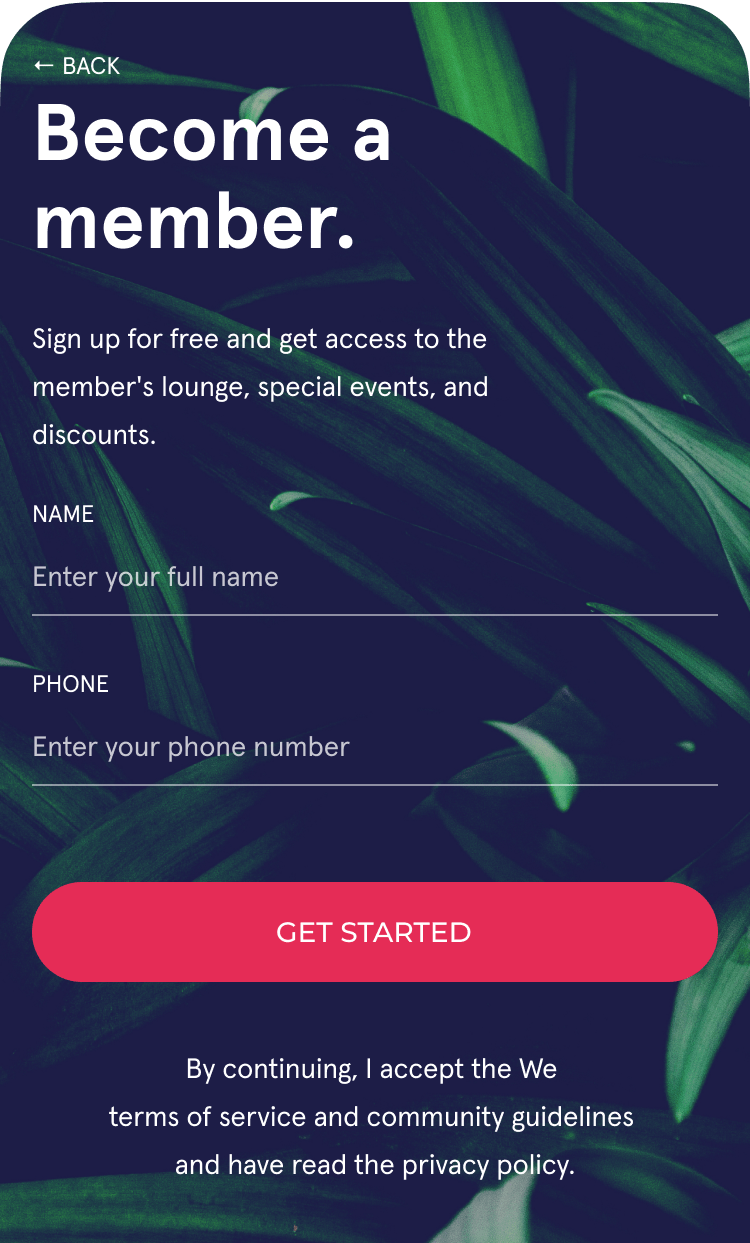 ← BACK
Become a
member.
Sign up for free and get access to the
member's lounge, special events, and
discounts.
NAME
Enter your full name
PHONE
Enter your phone number
GET STARTED
By continuing, I accept the We
terms of service and community guidelines
and have read the privacy policy.